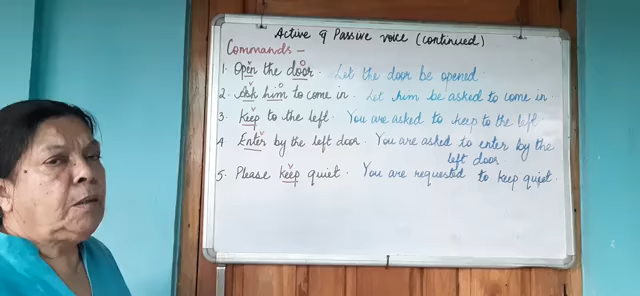 Active & Passive voice (continued)
Commands -
1. Open the door. Let the door be opened.
2. Ask him to come in. Let him be asked to come in.
3. Keep to the left. You are asked to keep to the left
4 Enter by the left door. You are asked to enter by the
left door.
5. Please keep quiet. You are requested to keep quiet.